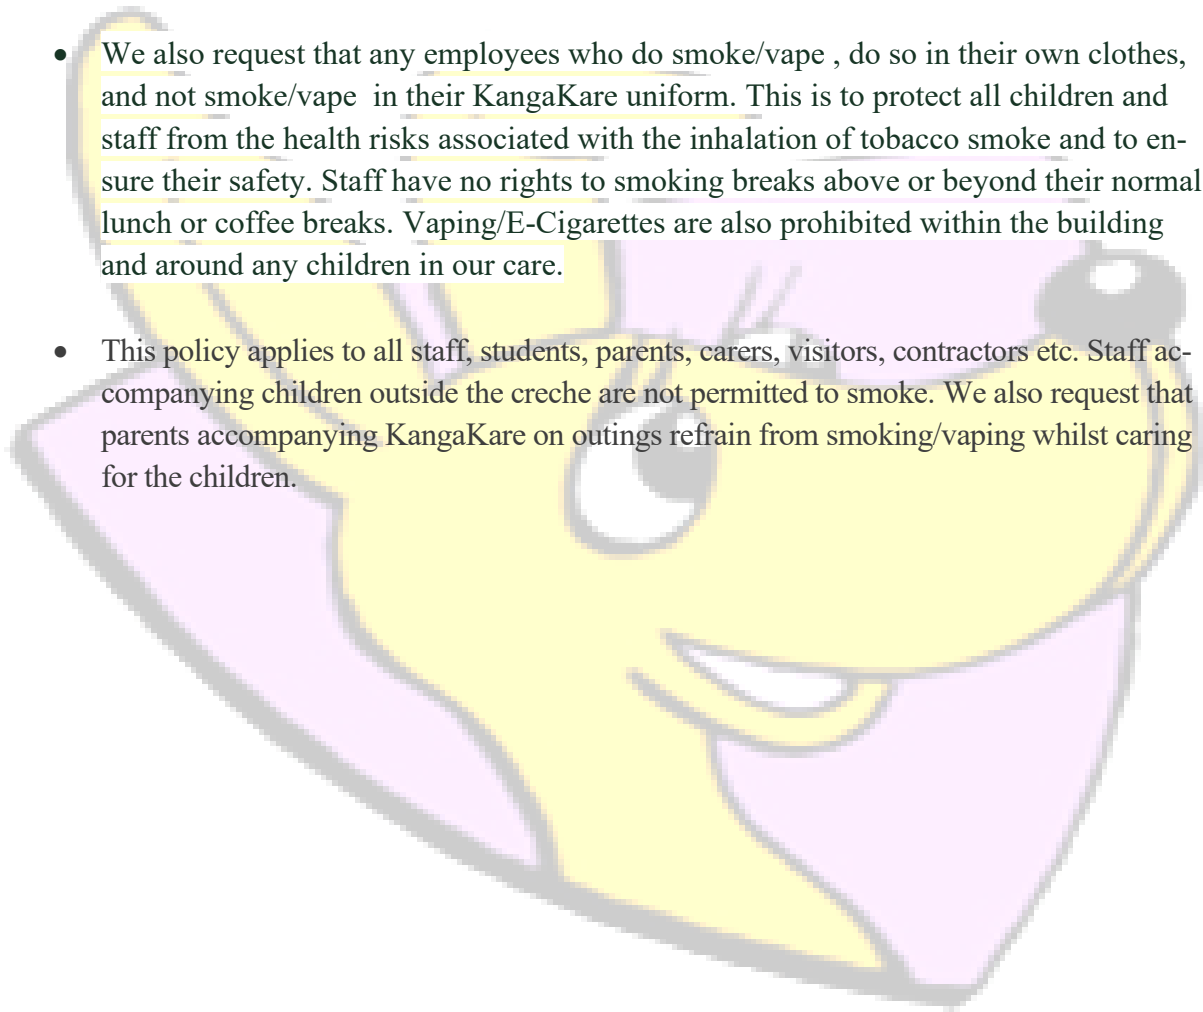 • We also request that any employees who do smoke/vape , do so in their own clothes,
and not smoke/vape  in their KangaKare uniform. This is to protect all children and
staff from the health risks associated with the inhalation of tobacco smoke and to en-
sure their safety. Staff have no rights to smoking breaks above or beyond their normal
lunch or coffee breaks. Vaping/E-Cigarettes are also prohibited within the building
and around any children in our care.
• This policy applies to all staff, students, parents, carers, visitors, contractors etc. Staff ac-
companying children outside the creche are not permitted to smoke. We also request that
parents accompanying KangaKare on outings refrain from smoking/vaping whilst caring
for the children.